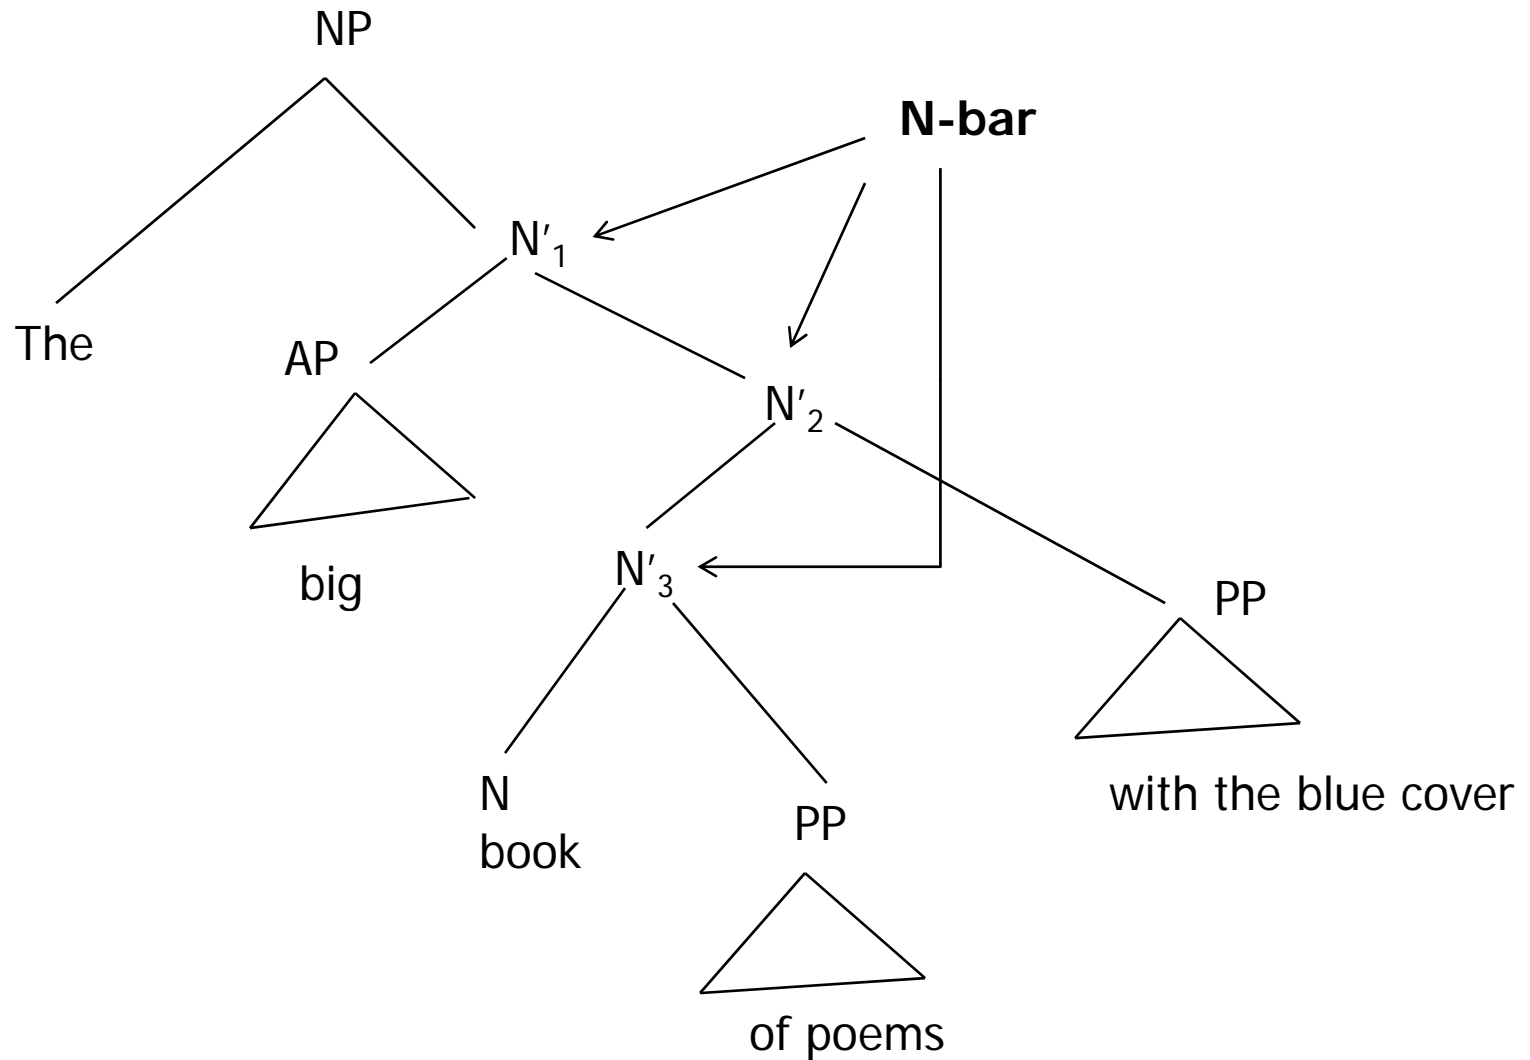 NP
N-bar
N′1
The
AP
N′2
big
N′3
PP
N
book
PP
with the blue cover
of poems